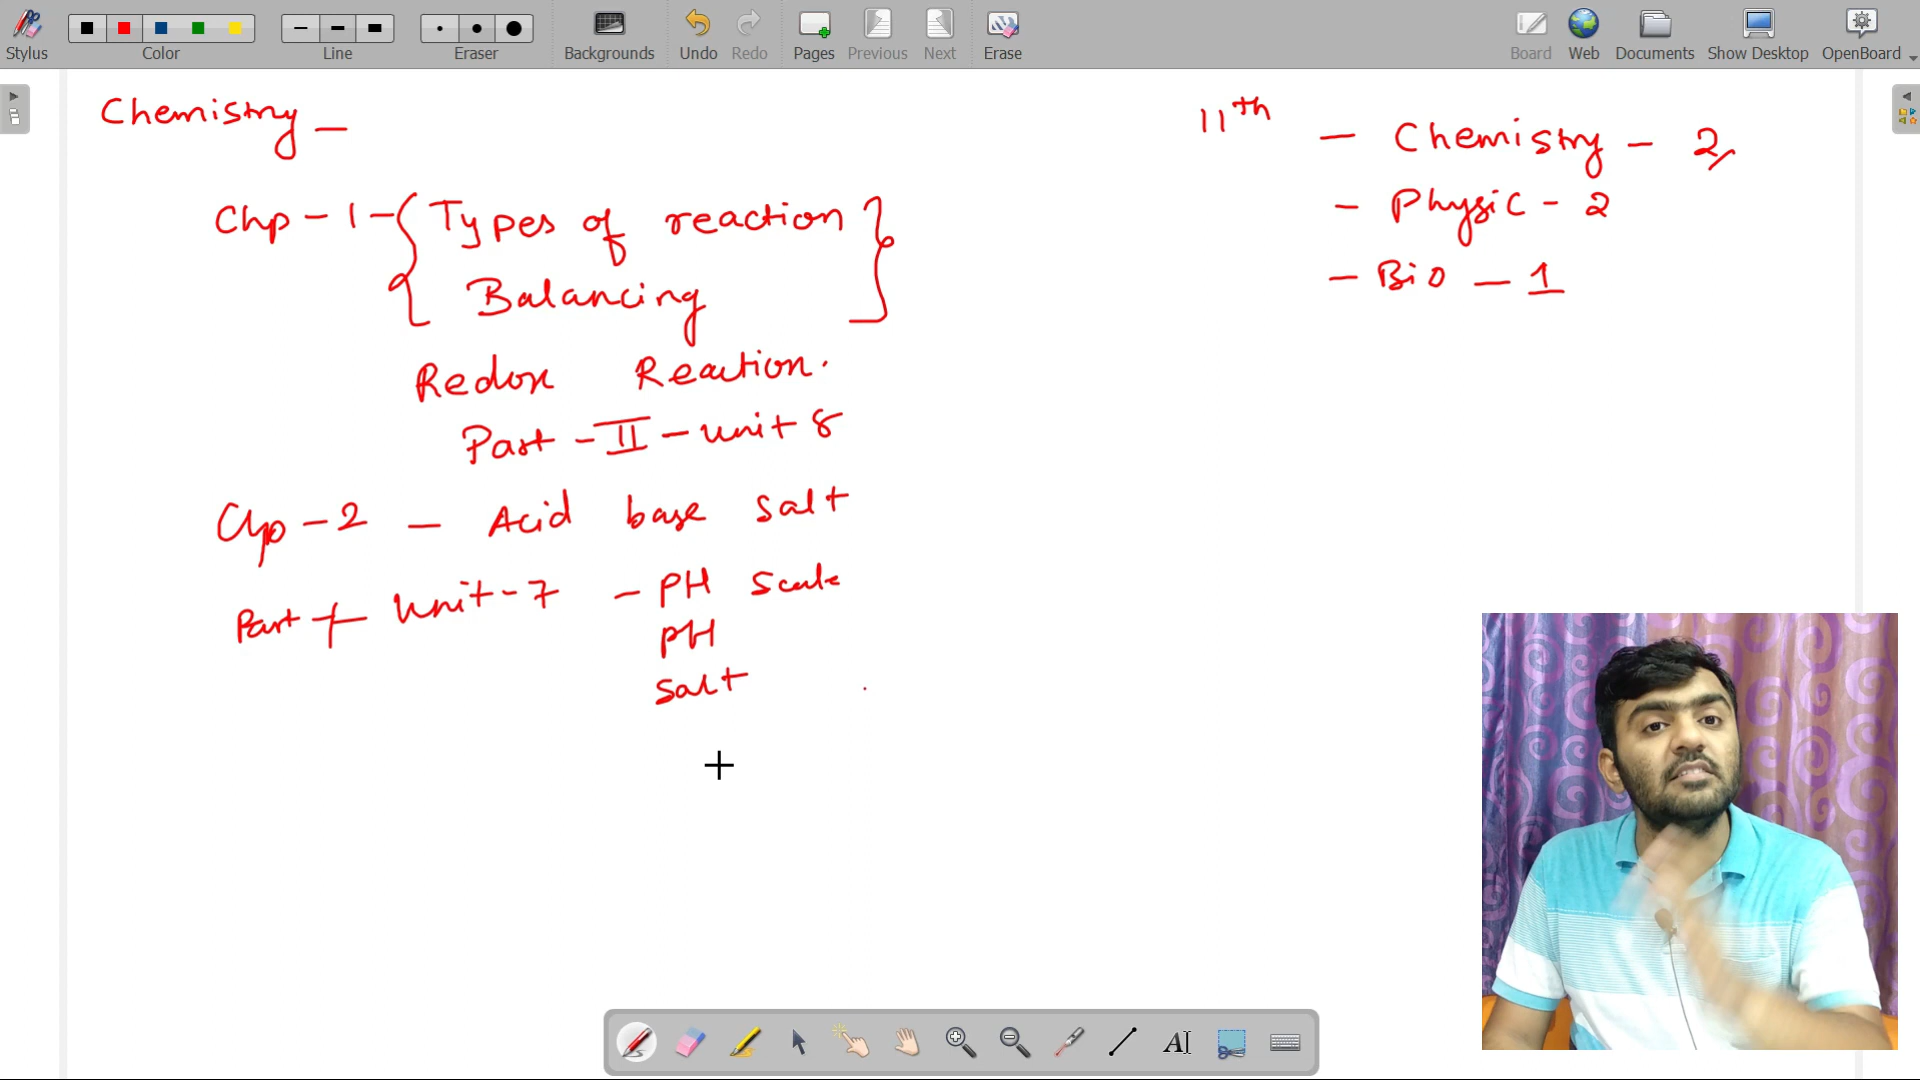 Stylus
Color
Line
Eraser
Backgrounds
Undo
Redo
Pages
Previous
Next
Erase
Board
Web
Documents
Show Desktop
OpenBoard
Chemistry -
Chp - 1 - { Types of reaction }
Balancing
Redox Reaction.
Part - II - unit 8
Chp - 2 - Acid base salt
Part I unit - 7 - PH Scale
PH
salt
11th
- Chemistry - 2
- Physic - 2
- Bio - 1
AI